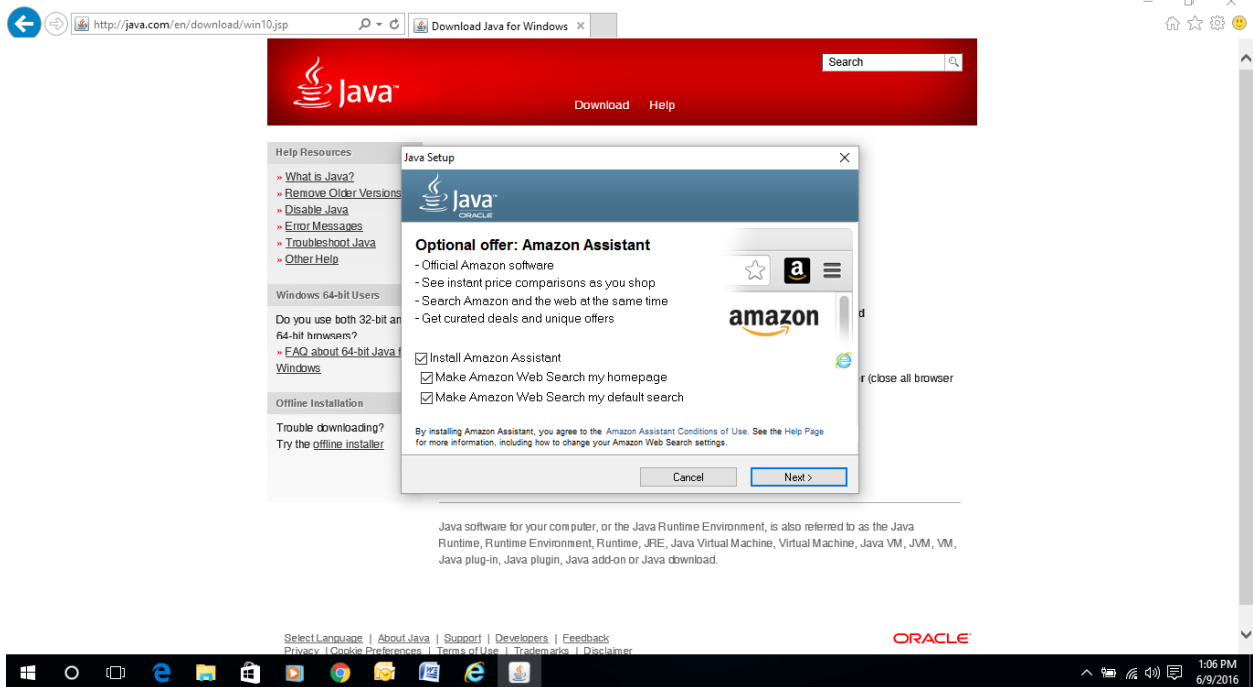 http://java.com/en/download/win10.jsp
Download Java for Windows
Java™
Search
Download Help
Help Resources
» What is Java?
» Remove Older Versions
» Disable Java
» Error Messages
» Troubleshoot Java
» Other Help
Windows 64-bit Users
Do you use both 32-bit an
64-bit browsers?
» FAQ about 64-bit Java f
Windows
Offline Installation
Trouble downloading?
Try the offline installer
Java Setup
Java™
ORACLE
Optional offer: Amazon Assistant
- Official Amazon software
- See instant price comparisons as you shop
- Search Amazon and the web at the same time
- Get curated deals and unique offers
a
amazon
Install Amazon Assistant
Make Amazon Web Search my homepage
Make Amazon Web Search my default search
By installing Amazon Assistant, you agree to the Amazon Assistant Conditions of Use. See the Help Page
for more information, including how to change your Amazon Web Search settings.
Cancel Next >
d
r (close all browser
Java software for your computer, or the Java Runtime Environment, is also referred to as the Java
Runtime, Runtime Environment, Runtime, JRE, Java Virtual Machine, Virtual Machine, Java VM, JVM, VM,
Java plug-in, Java plugin, Java add-on or Java download.
Select Language | About Java | Support | Developers | Feedback
Privacy | Cookie Preferences | Terms of Use | Trademarks | Disclaimer
ORACLE
1:06 PM
6/9/2016